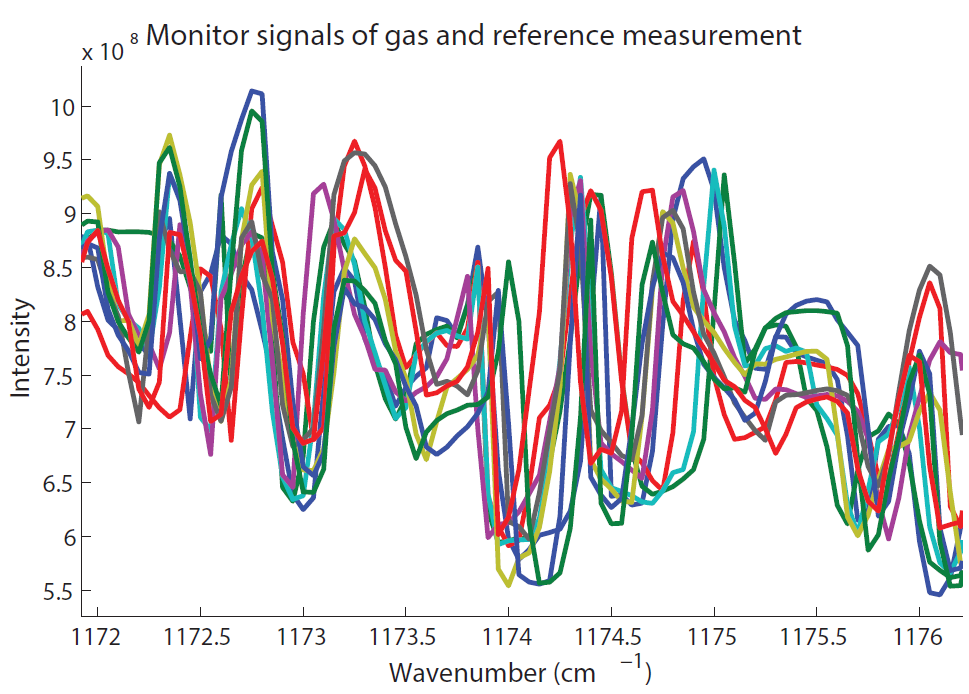 Monitor signals of gas and reference measurement
x 10 8
10
9.5
9
8.5
8
7.5
7
6.5
6
5.5
Intensity
1172 1172.5 1173 1173.5 1174 1174.5 1175 1175.5 1176
Wavenumber (cm −1)